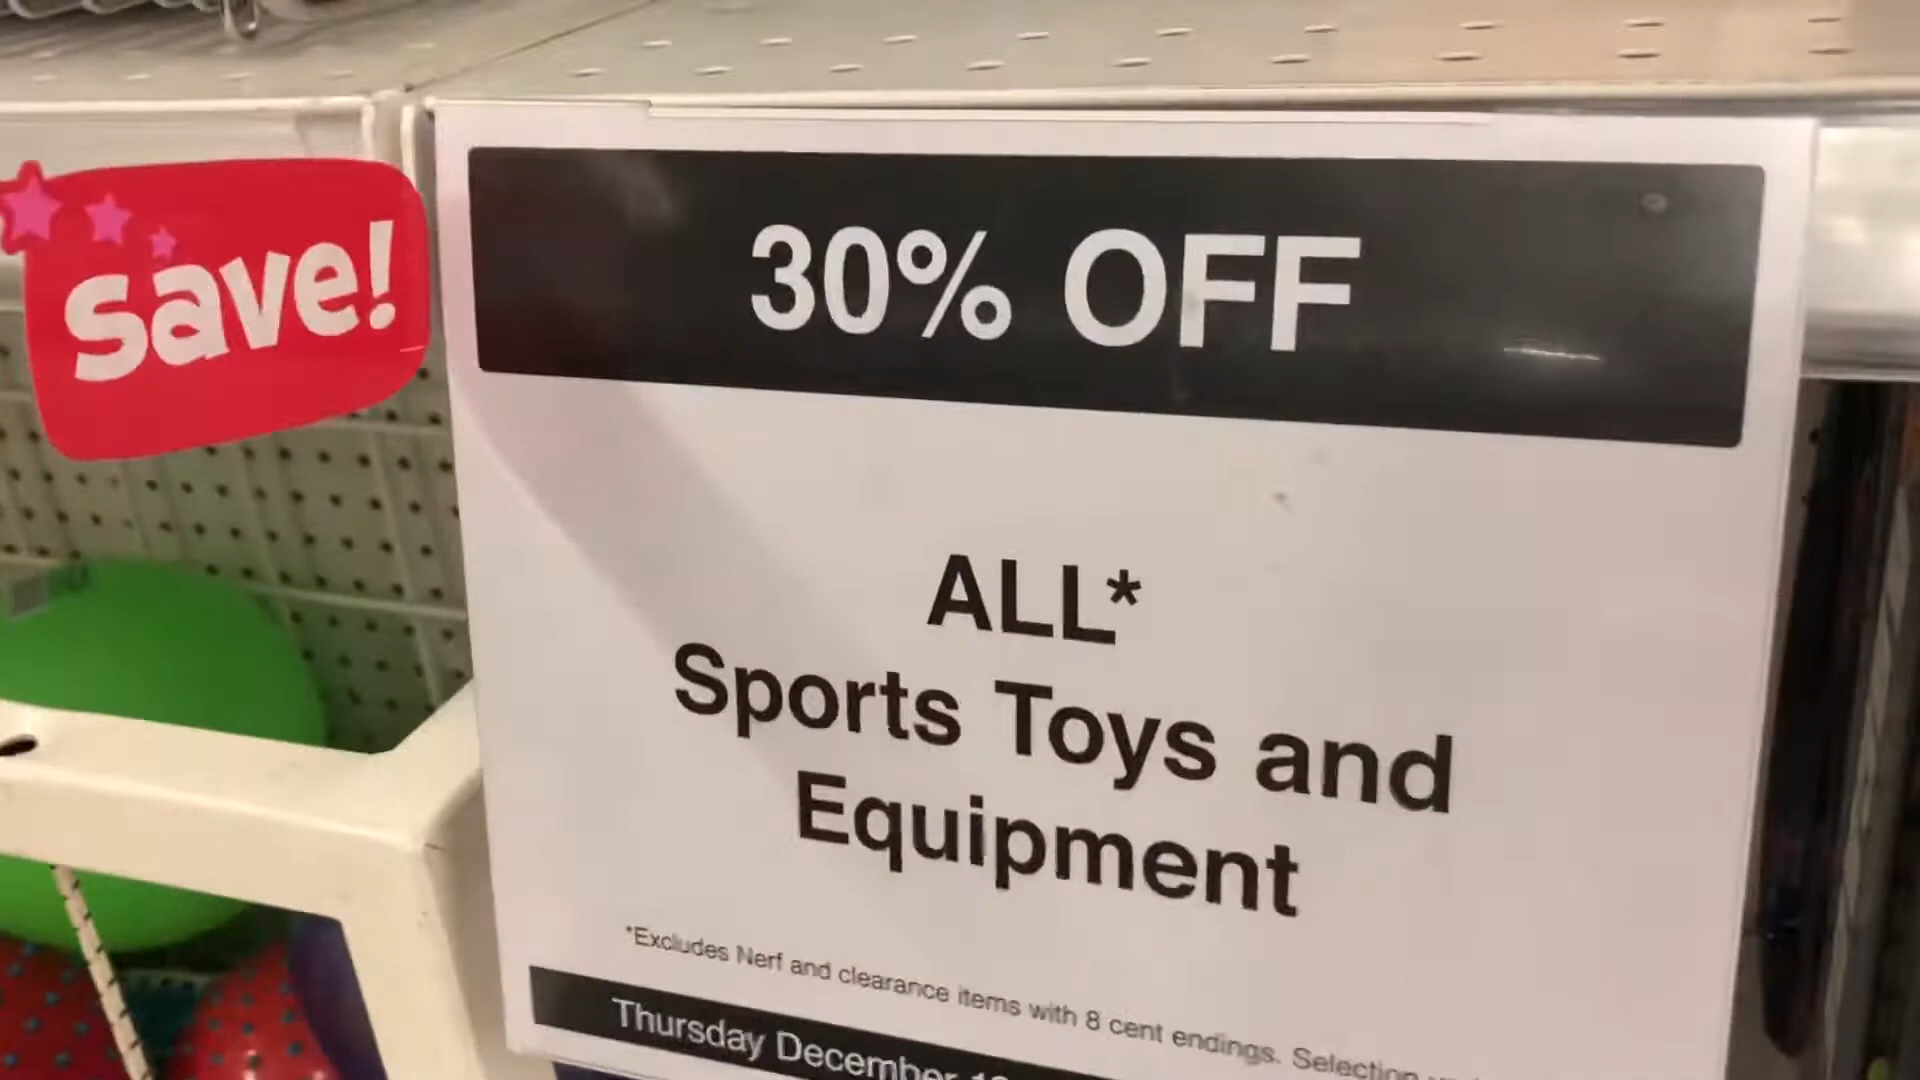 save!
30% OFF
ALL*
Sports Toys and
Equipment
*Excludes Nerf and clearance items with 8 cent endings. Selection
Thursday December